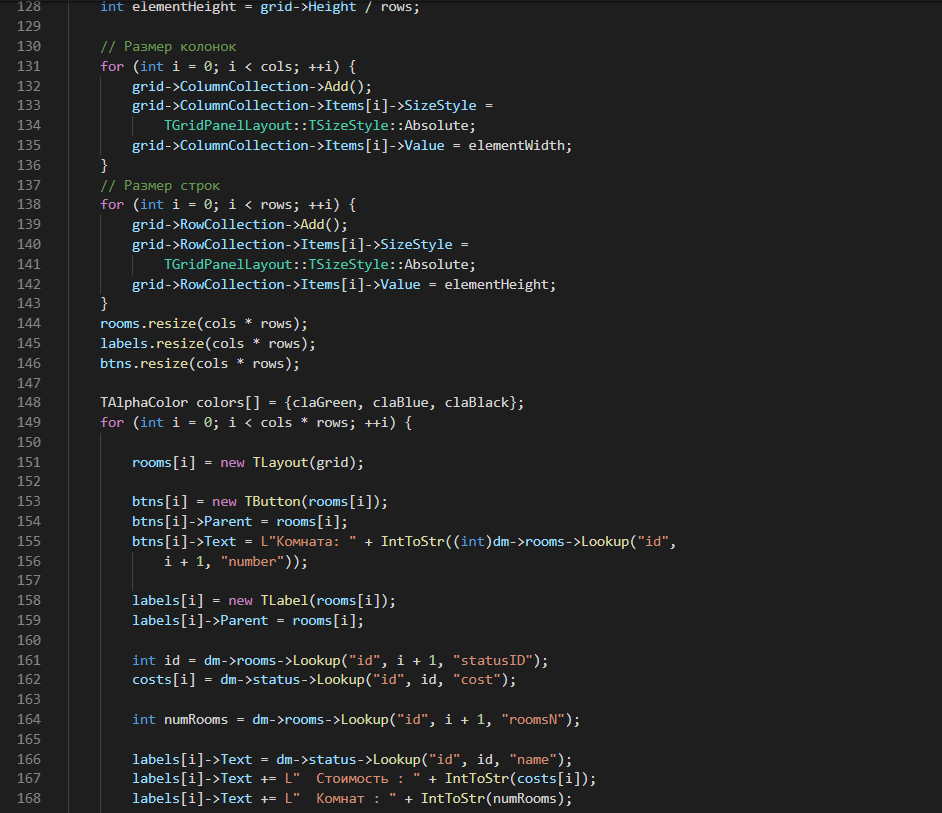 128 int elementHeight = grid->Height / rows;
129
130 // Размер колонок
131 for (int i = 0; i < cols; ++i) {
132 grid->ColumnCollection->Add();
133 grid->ColumnCollection->Items[i]->SizeStyle =
134 TGridPanelLayout::TSizeStyle::Absolute;
135 grid->ColumnCollection->Items[i]->Value = elementWidth;
136 }
137 // Размер строк
138 for (int i = 0; i < rows; ++i) {
139 grid->RowCollection->Add();
140 grid->RowCollection->Items[i]->SizeStyle =
141 TGridPanelLayout::TSizeStyle::Absolute;
142 grid->RowCollection->Items[i]->Value = elementHeight;
143 }
144 rooms.resize(cols * rows);
145 labels.resize(cols * rows);
146 btns.resize(cols * rows);
147
148 TAlphaColor colors[] = {claGreen, claBlue, claBlack};
149 for (int i = 0; i < cols * rows; ++i) {
150
151 rooms[i] = new TLayout(grid);
152
153 btns[i] = new TButton(rooms[i]);
154 btns[i]->Parent = rooms[i];
155 btns[i]->Text = L"Комната: " + IntToStr((int)dm->rooms->Lookup("id",
156 i + 1, "number"));
157
158 labels[i] = new TLabel(rooms[i]);
159 labels[i]->Parent = rooms[i];
160
161 int id = dm->rooms->Lookup("id", i + 1, "statusID");
162 costs[i] = dm->status->Lookup("id", id, "cost");
163
164 int numRooms = dm->rooms->Lookup("id", i + 1, "roomsN");
165
166 labels[i]->Text = dm->status->Lookup("id", id, "name");
167 labels[i]->Text += L"  Стоимость : " + IntToStr(costs[i]);
168 labels[i]->Text += L"  Комнат : " + IntToStr(numRooms);